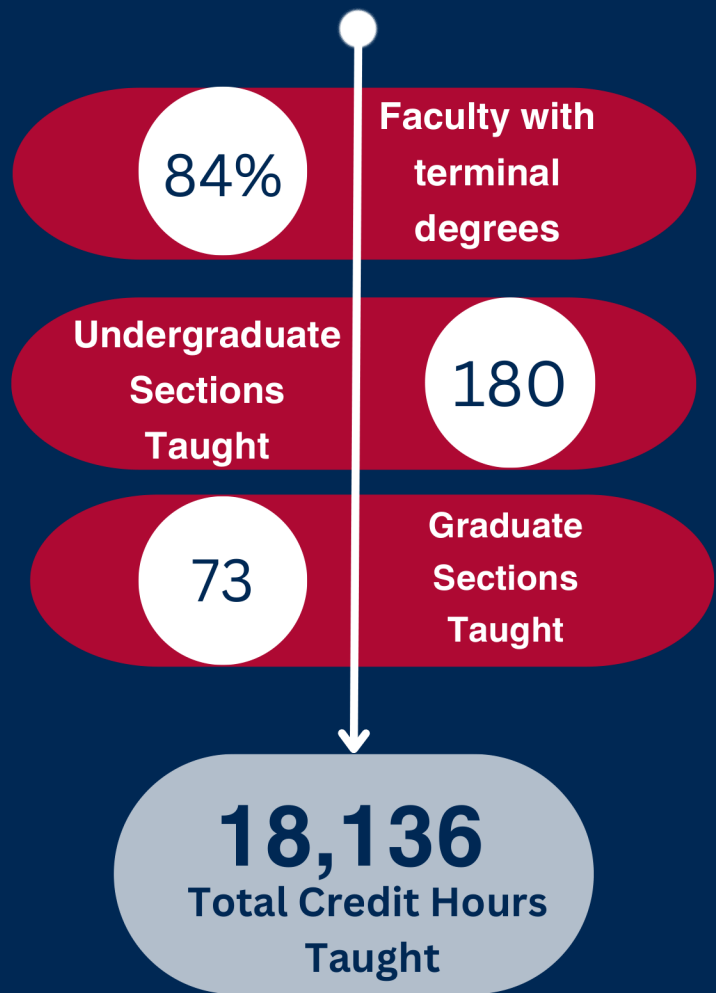 84%
Faculty with
terminal
degrees
Undergraduate
Sections
Taught
180
73
Graduate
Sections
Taught
18,136
Total Credit Hours
Taught